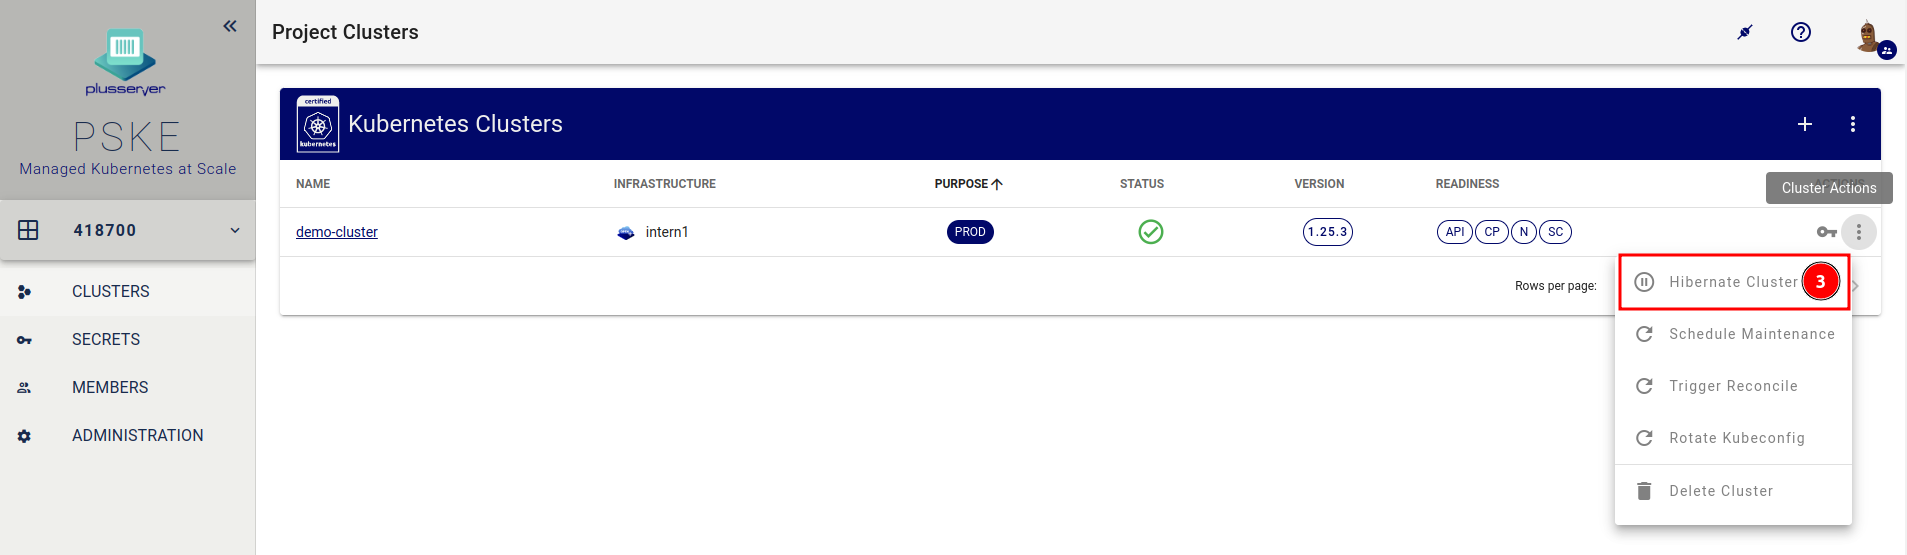 plusserver
PSKE
Managed Kubernetes at Scale
418700
CLUSTERS
SECRETS
MEMBERS
ADMINISTRATION
Project Clusters
certified
kubernetes
Kubernetes Clusters
NAME INFRASTRUCTURE PURPOSE STATUS VERSION READINESS
Cluster Actions
demo-cluster intern1 PROD 1.25.3 API CP N SC
Rows per page:
Hibernate Cluster 3
Schedule Maintenance
Trigger Reconcile
Rotate Kubeconfig
Delete Cluster